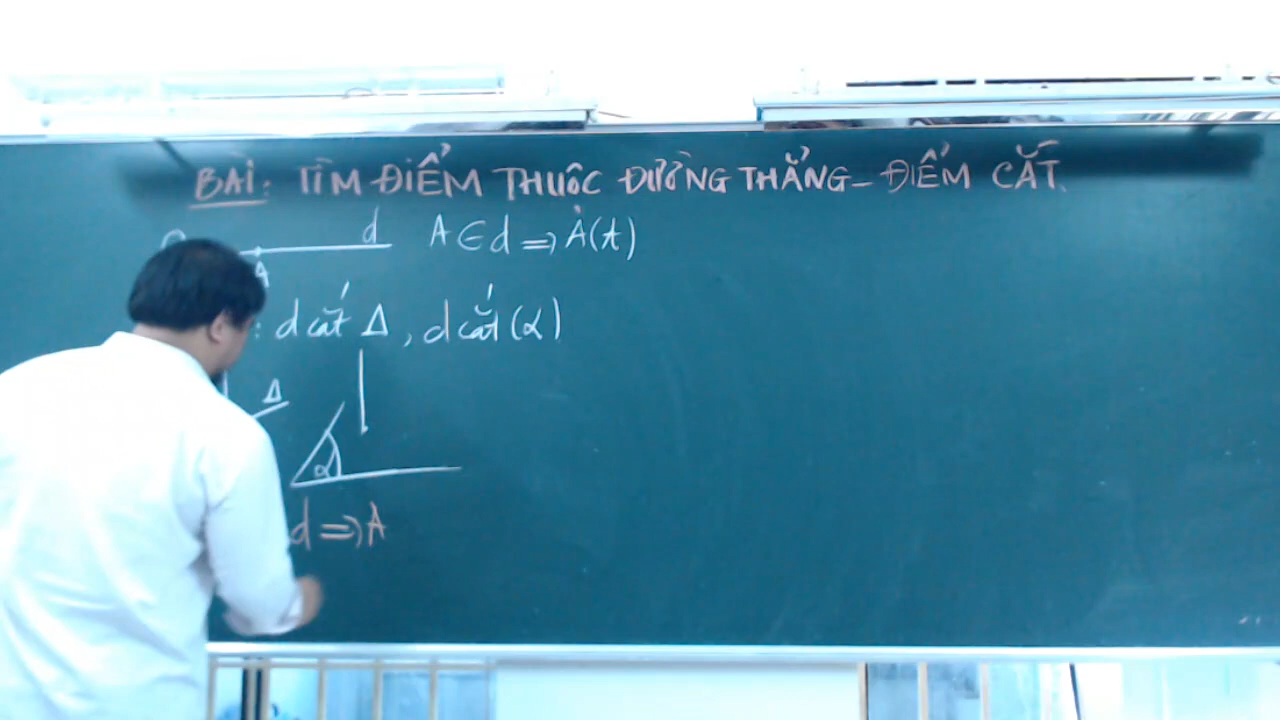 BÀI: TÌM ĐIỂM THUỘC ĐƯỜNG THẲNG - ĐIỂM CẮT.
d A ∈ d ⇒ A(t)
A
: d cắt Δ, d cắt (α)
Δ
α
d ⇒ A